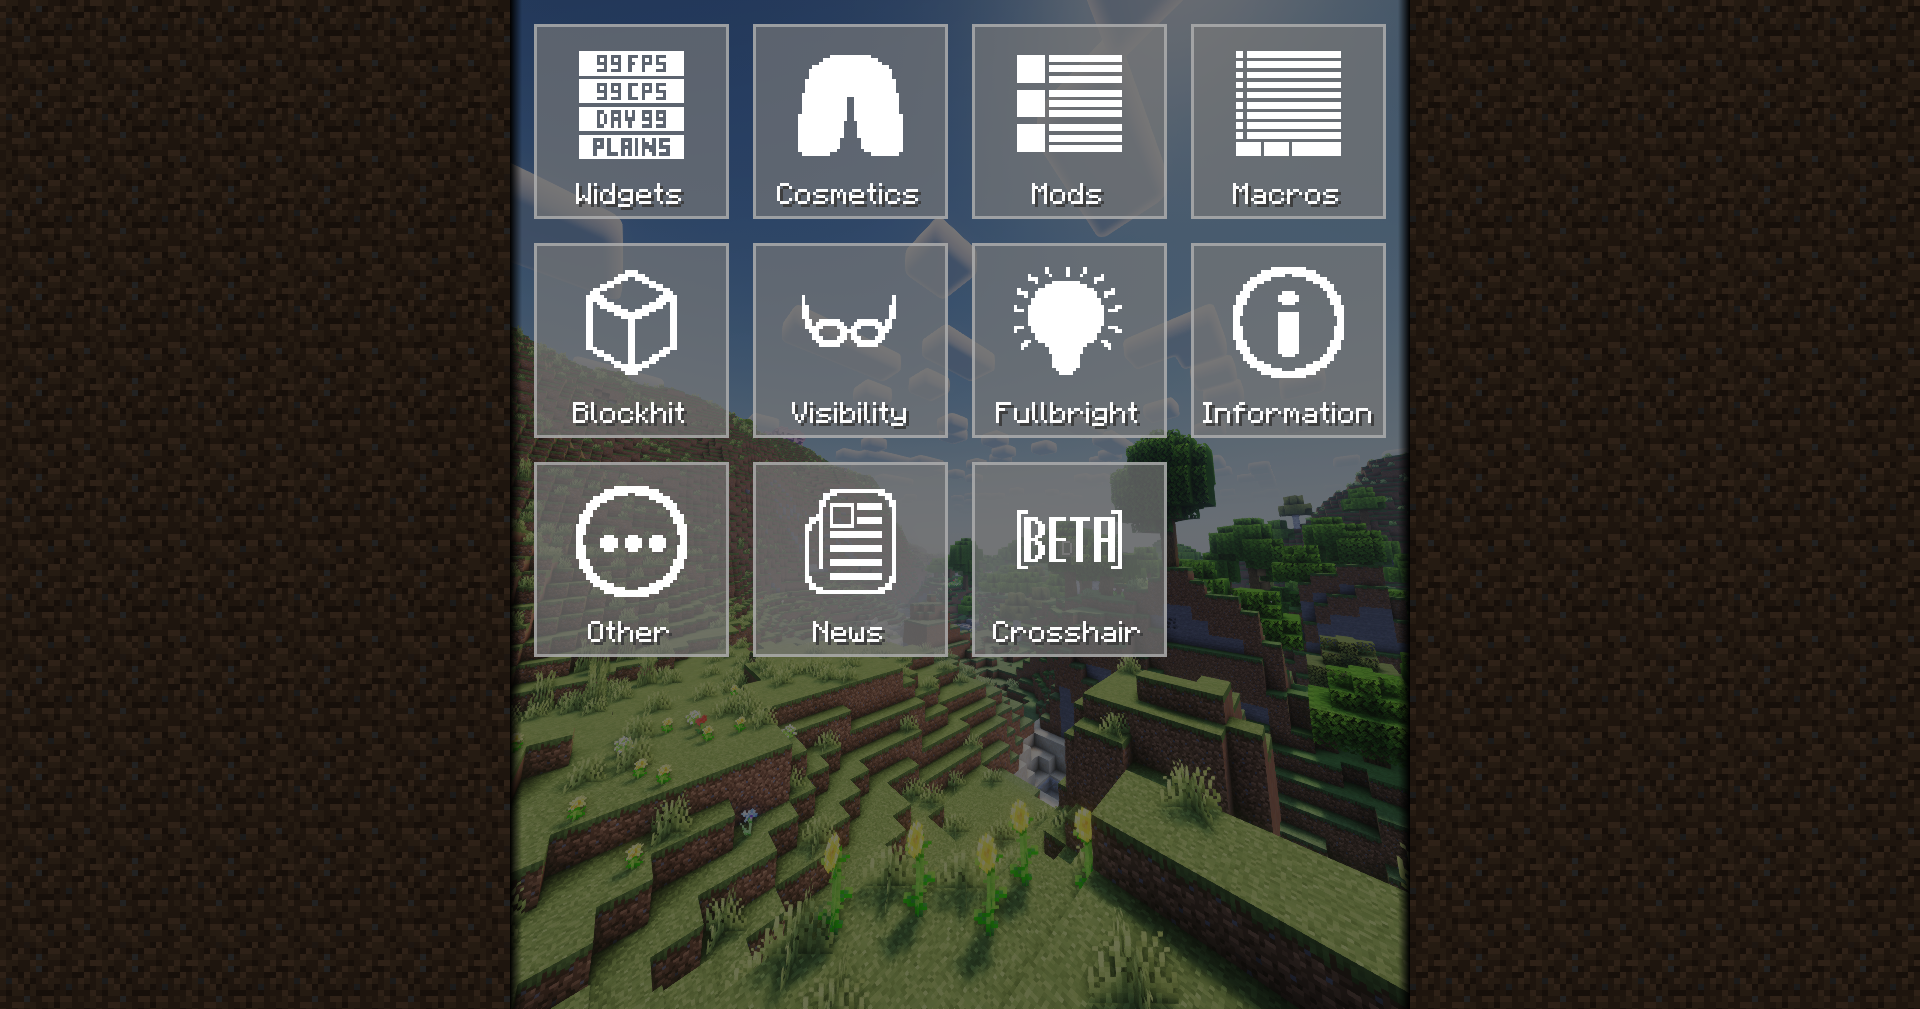 99 FPS
99 CPS
DAY 99
PLAINS
Widgets
Cosmetics
Mods
Macros
Blockhit
Visibility
Fullbright
Information
Other
News
[BETA]
Crosshair